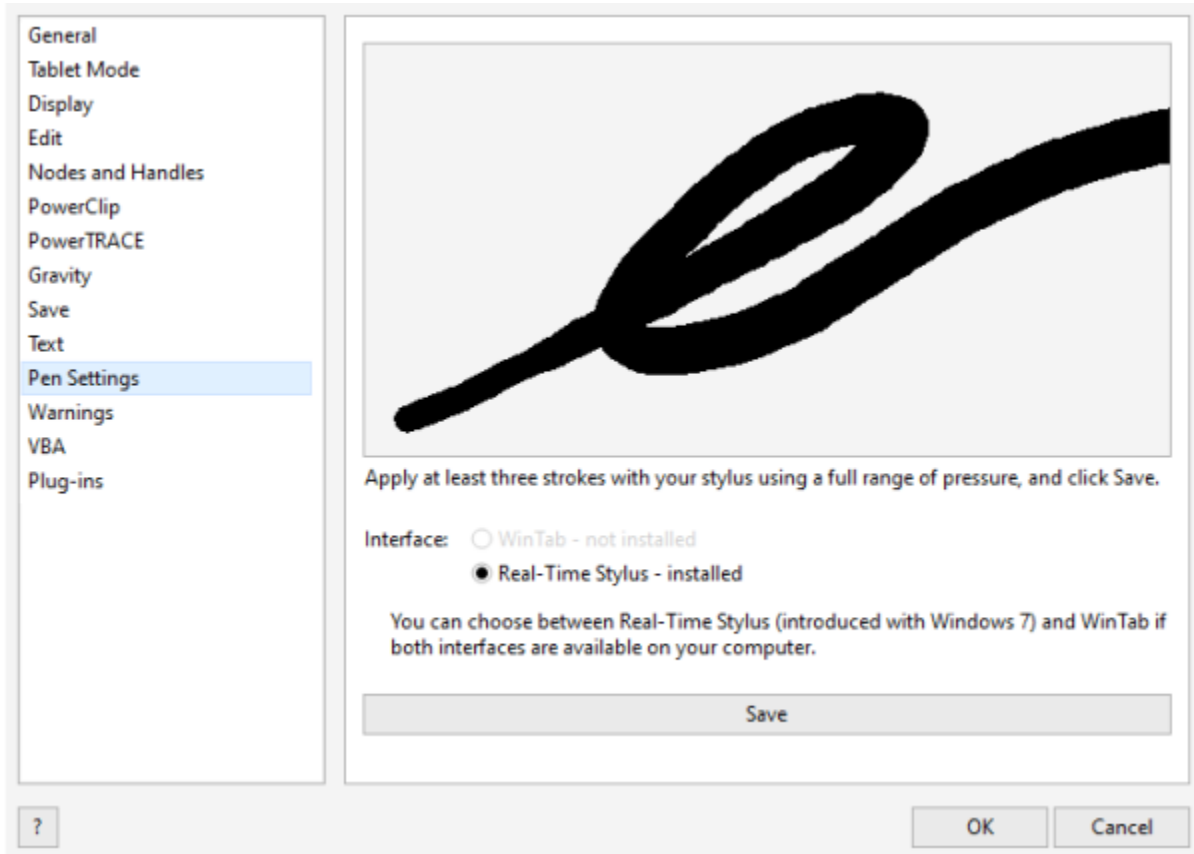 General
Tablet Mode
Display
Edit
Nodes and Handles
PowerClip
PowerTRACE
Gravity
Save
Text
Pen Settings
Warnings
VBA
Plug-ins
Apply at least three strokes with your stylus using a full range of pressure, and click Save.
Interface:
WinTab - not installed
Real-Time Stylus - installed
You can choose between Real-Time Stylus (introduced with Windows 7) and WinTab if
both interfaces are available on your computer.
Save
?
OK
Cancel